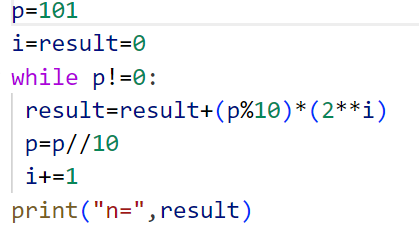 p=101
i=result=0
while p!=0:
 result=result+(p%10)*(2**i)
 p=p//10
 i+=1
print("n=",result)